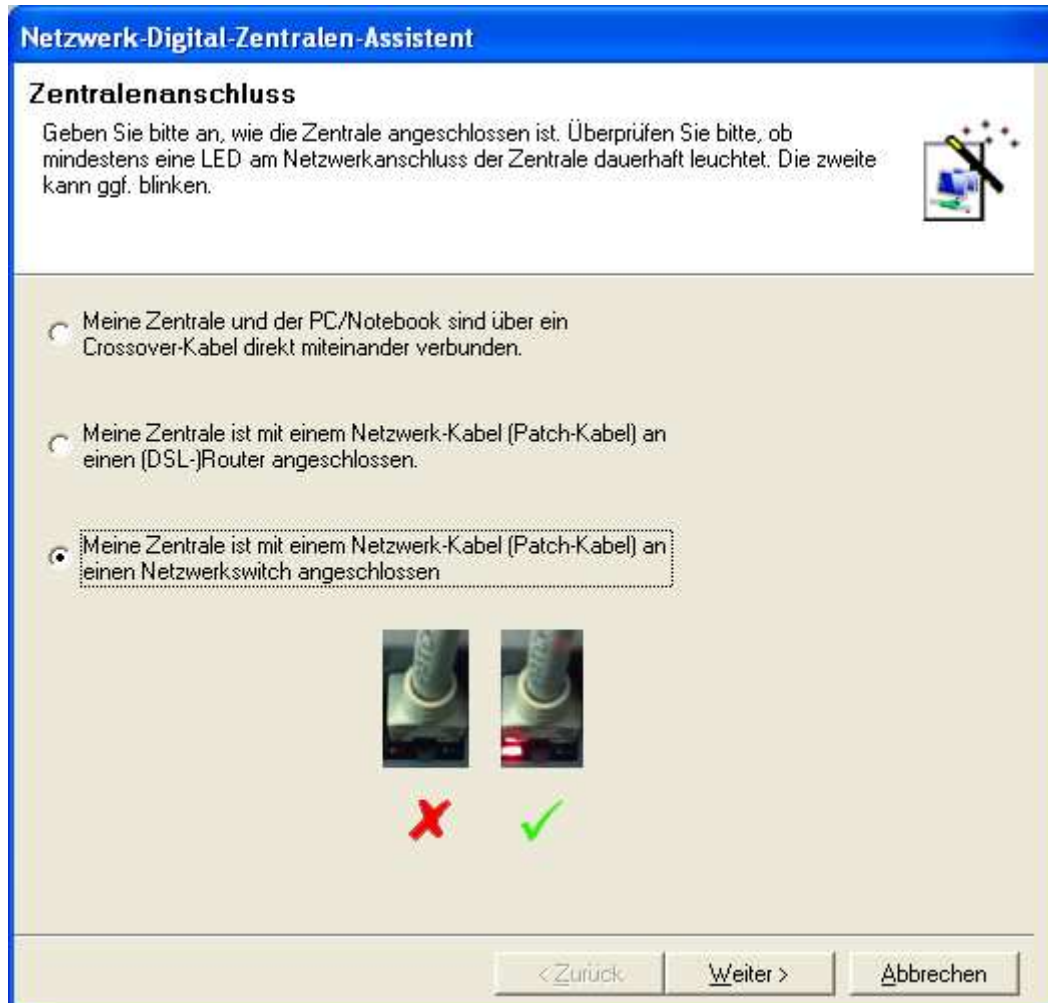 Netzwerk-Digital-Zentralen-Assistent
Zentralenanschluss
Geben Sie bitte an, wie die Zentrale angeschlossen ist. Überprüfen Sie bitte, ob
mindestens eine LED am Netzwerkanschluss der Zentrale dauerhaft leuchtet. Die zweite
kann ggf. blinken.
Meine Zentrale und der PC/Notebook sind über ein
Crossover-Kabel direkt miteinander verbunden.
Meine Zentrale ist mit einem Netzwerk-Kabel (Patch-Kabel) an
einen (DSL-)Router angeschlossen.
Meine Zentrale ist mit einem Netzwerk-Kabel (Patch-Kabel) an
einen Netzwerkswitch angeschlossen
< Zurück
Weiter >
Abbrechen